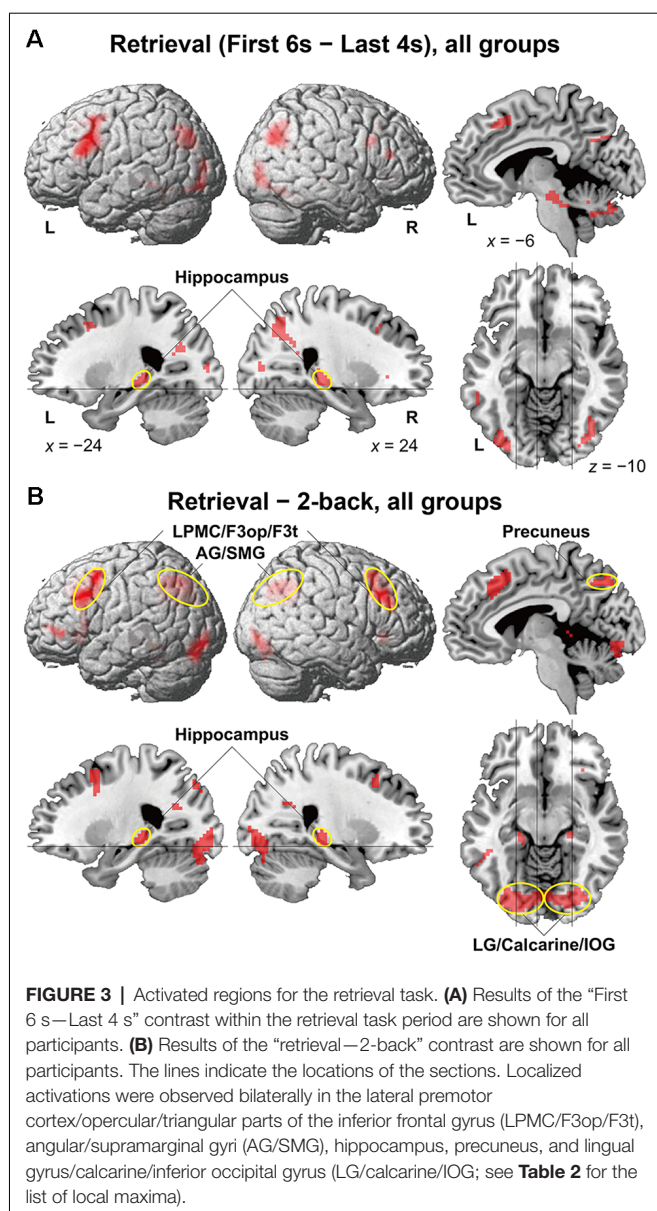 A
Retrieval (First 6s – Last 4s), all groups
L
R
L
x = −6
Hippocampus
L
x = −24
R
x = 24
L
z = −10
B
Retrieval – 2-back, all groups
LPMC/F3op/F3t
AG/SMG
Precuneus
Hippocampus
LG/Calcarine/IOG
FIGURE 3 | Activated regions for the retrieval task. (A) Results of the “First
6 s—Last 4 s” contrast within the retrieval task period are shown for all
participants. (B) Results of the “retrieval—2-back” contrast are shown for all
participants. The lines indicate the locations of the sections. Localized
activations were observed bilaterally in the lateral premotor
cortex/opercular/triangular parts of the inferior frontal gyrus (LPMC/F3op/F3t),
angular/supramarginal gyri (AG/SMG), hippocampus, precuneus, and lingual
gyrus/calcarine/inferior occipital gyrus (LG/calcarine/IOG; see Table 2 for the
list of local maxima).